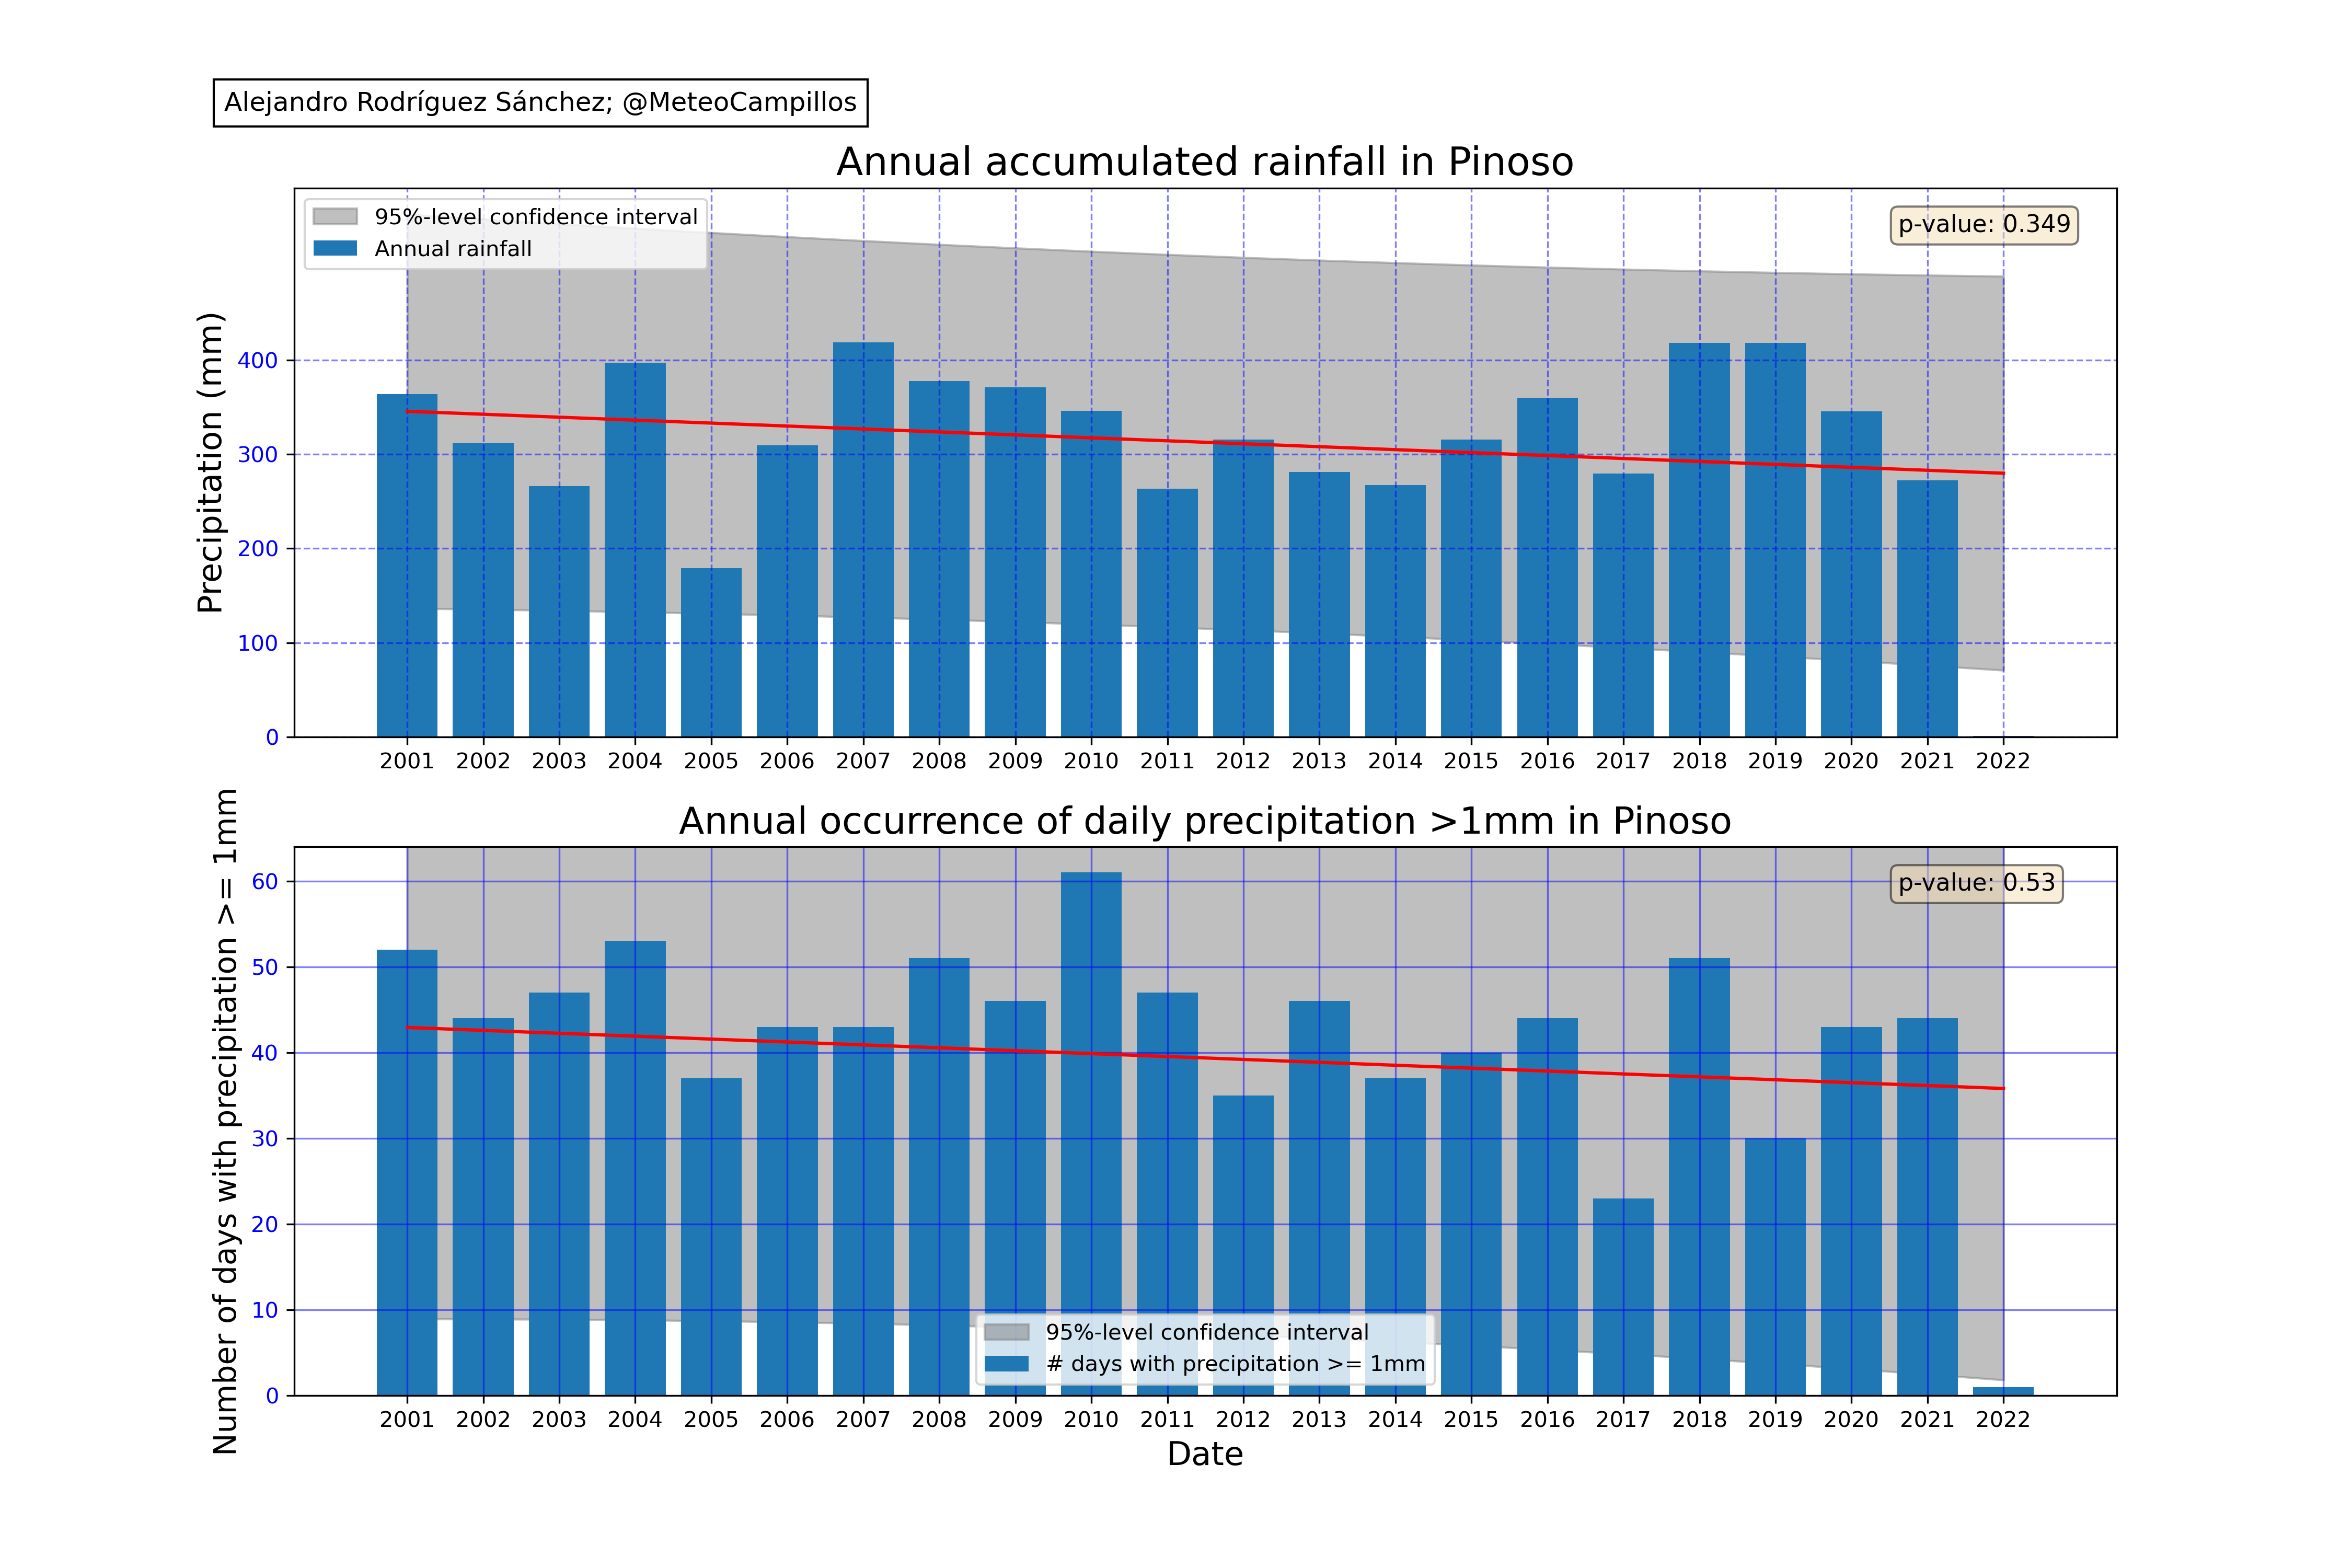 Alejandro Rodríguez Sánchez; @MeteoCampillos
Annual accumulated rainfall in Pinoso
95%-level confidence interval
Annual rainfall
p-value: 0.349
Precipitation (mm)
400
300
200
100
0
2001 2002 2003 2004 2005 2006 2007 2008 2009 2010 2011 2012 2013 2014 2015 2016 2017 2018 2019 2020 2021 2022
Annual occurrence of daily precipitation >1mm in Pinoso
p-value: 0.53
Number of days with precipitation >= 1mm
60
50
40
30
20
10
0
95%-level confidence interval
# days with precipitation >= 1mm
2001 2002 2003 2004 2005 2006 2007 2008 2009 2010 2011 2012 2013 2014 2015 2016 2017 2018 2019 2020 2021 2022
Date